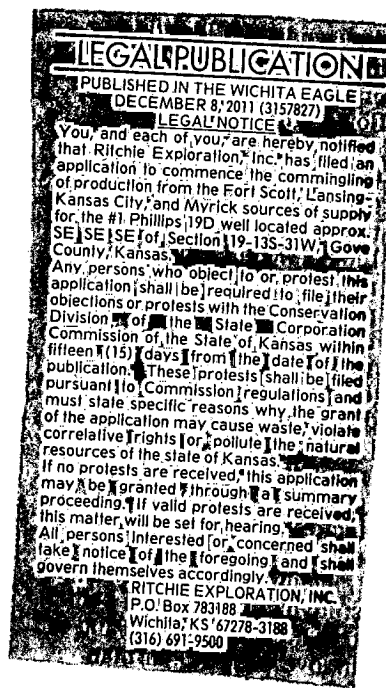 LEGAL PUBLICATION
PUBLISHED IN THE WICHITA EAGLE
DECEMBER 8, 2011 (3157827)
LEGAL NOTICE
You, and each of you, are hereby notified
that Ritchie Exploration, Inc. has filed an
application to commence the commingling
of production from the Fort Scott, Lansing-
Kansas City, and Myrick sources of supply
for the #1 Phillips 19D well located approx.
SE SE SE of Section 19-13S-31W, Gove
County, Kansas.
Any persons who object to or protest this
application shall be required to file their
objections or protests with the Conservation
Division of the State Corporation
Commission of the State of Kansas within
fifteen (15) days from the date of the
publication. These protests shall be filed
pursuant to Commission regulations and
must state specific reasons why the grant
of the application may cause waste, violate
correlative rights or pollute the natural
resources of the state of Kansas.
If no protests are received, this application
may be granted through a summary
proceeding. If valid protests are received,
this matter will be set for hearing.
All persons interested or concerned shall
take notice of the foregoing and shall
govern themselves accordingly.
RITCHIE EXPLORATION, INC.
P.O. Box 783188
Wichita, KS 67278-3188
(316) 691-9500